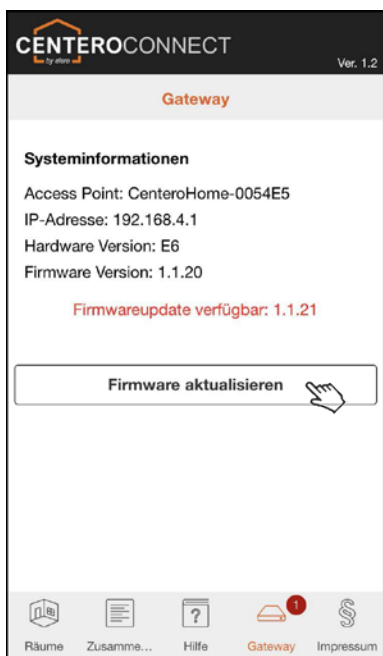 CENTEROCONNECT
by elero
Ver. 1.2
Gateway
Systeminformationen
Access Point: CenteroHome-0054E5
IP-Adresse: 192.168.4.1
Hardware Version: E6
Firmware Version: 1.1.20
Firmwareupdate verfügbar: 1.1.21
Firmware aktualisieren
?
1
§
Räume Zusamme... Hilfe Gateway Impressum